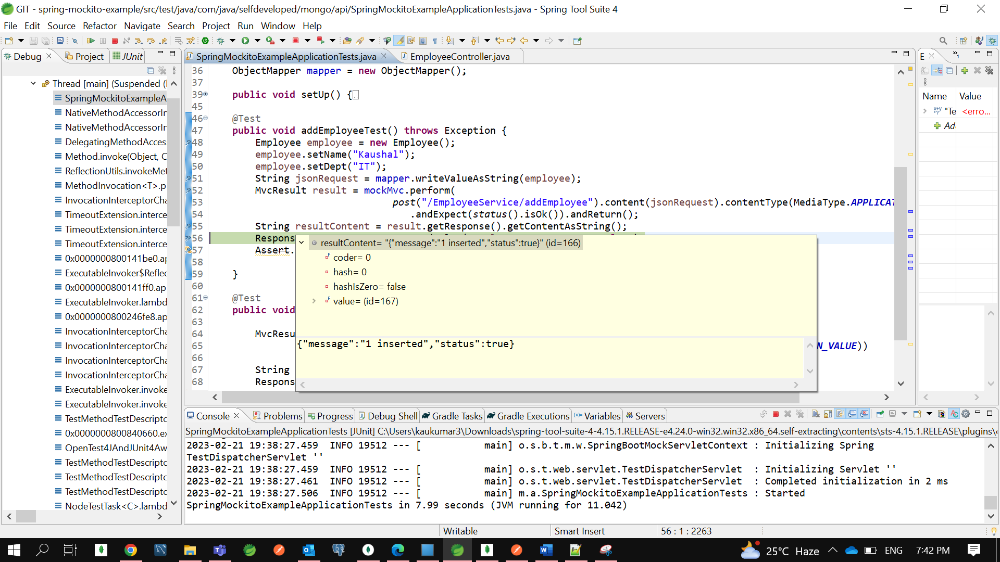 GIT - spring-mockito-example/src/test/java/com/java/selfdeveloped/mongo/api/SpringMockitoExampleApplicationTests.java - Spring Tool Suite 4
File Edit Source Refactor Navigate Search Project Run Window Help
Debug Project JUnit
Thread [main] (Suspended (
SpringMockitoExampleA
NativeMethodAccessorIr
NativeMethodAccessorIr
DelegatingMethodAcces
Method.invoke(Object, C
ReflectionUtils.invokeMet
MethodInvocation<T>.p
InvocationInterceptorCha
TimeoutExtension.interce
TimeoutExtension.interce
TimeoutExtension.interce
0x0000000800141be0.ap
ExecutableInvoker$Reflec
0x0000000800141ff0.ap
ExecutableInvoker.lambd
0x0000000800246fe8.ap
InvocationInterceptorCha
InvocationInterceptorCha
InvocationInterceptorCha
InvocationInterceptorCha
ExecutableInvoker.invoke
ExecutableInvoker.invoke
TestMethodTestDescriptc
0x0000000800840660.ex
OpenTest4JAndJUnit4Aw
TestMethodTestDescriptc
TestMethodTestDescriptc
TestMethodTestDescriptc
NodeTestTask<C>.lambd
SpringMockitoExampleApplicationTests.java EmployeeController.java
36 ObjectMapper mapper = new ObjectMapper();
37
39 public void setUp() {
45
46 @Test
47 public void addEmployeeTest() throws Exception {
48 Employee employee = new Employee();
49 employee.setName("Kaushal");
50 employee.setDept("IT");
51 String jsonRequest = mapper.writeValueAsString(employee);
52 MvcResult result = mockMvc.perform(
53 post("/EmployeeService/addEmployee").content(jsonRequest).contentType(MediaType.APPLICAT
54 .andExpect(status().isOk()).andReturn();
55 String resultContent = result.getResponse().getContentAsString();
56 Respons
57 Assert.
58
59 }
60
61 @Test
62 public void
63
64 MvcResu
65 N_VALUE))
66
67 String
68 Respons
resultContent= "{"message":"1 inserted","status":true}" (id=166)
coder= 0
hash= 0
hashIsZero= false
value= (id=167)
{"message":"1 inserted","status":true}
E 1
Name Value
"Te <erro...
Ad
Console Problems Progress Debug Shell Gradle Tasks Gradle Executions Variables Servers
SpringMockitoExampleApplicationTests [JUnit] C:\Users\kaukumar3\Downloads\spring-tool-suite-4-4.15.1.RELEASE-e4.24.0-win32.win32.x86_64.self-extracting\contents\sts-4.15.1.RELEASE\plugins\
2023-02-21 19:38:27.459 INFO 19512 --- [ main] o.s.b.t.m.w.SpringBootMockServletContext : Initializing Spring
TestDispatcherServlet ''
2023-02-21 19:38:27.459 INFO 19512 --- [ main] o.s.t.web.servlet.TestDispatcherServlet : Initializing Servlet ''
2023-02-21 19:38:27.461 INFO 19512 --- [ main] o.s.t.web.servlet.TestDispatcherServlet : Completed initialization in 2 ms
2023-02-21 19:38:27.506 INFO 19512 --- [ main] m.a.SpringMockitoExampleApplicationTests : Started
SpringMockitoExampleApplicationTests in 7.99 seconds (JVM running for 11.042)
Writable Smart Insert 56 : 1 : 2263
25°C Haze ENG 7:42 PM